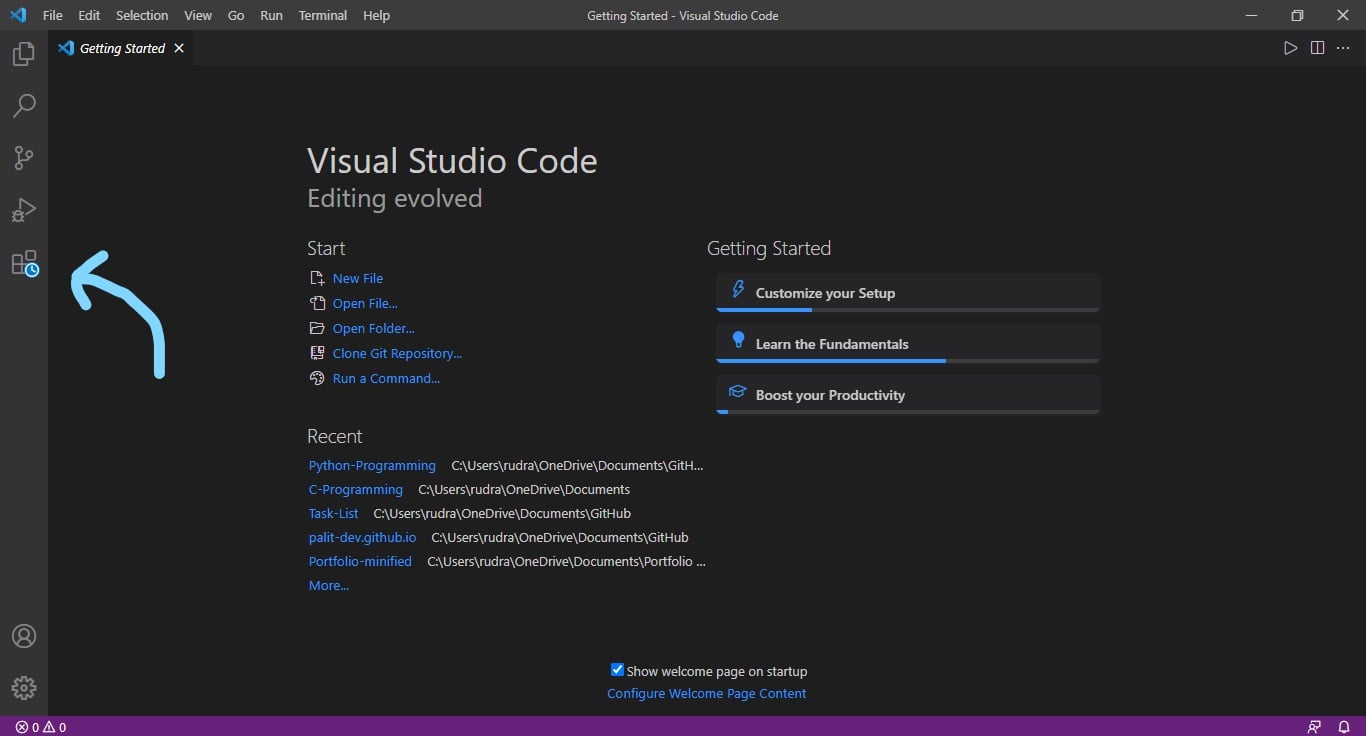 File Edit Selection View Go Run Terminal Help Getting Started - Visual Studio Code
Getting Started
Visual Studio Code
Editing evolved
Start
New File
Open File...
Open Folder...
Clone Git Repository...
Run a Command...
Getting Started
Customize your Setup
Learn the Fundamentals
Boost your Productivity
Recent
Python-Programming C:\Users\rudra\OneDrive\Documents\GitH...
C-Programming C:\Users\rudra\OneDrive\Documents
Task-List C:\Users\rudra\OneDrive\Documents\GitHub
palit-dev.github.io C:\Users\rudra\OneDrive\Documents\GitHub
Portfolio-minified C:\Users\rudra\OneDrive\Documents\Portfolio ...
More...
Show welcome page on startup
Configure Welcome Page Content
0 0